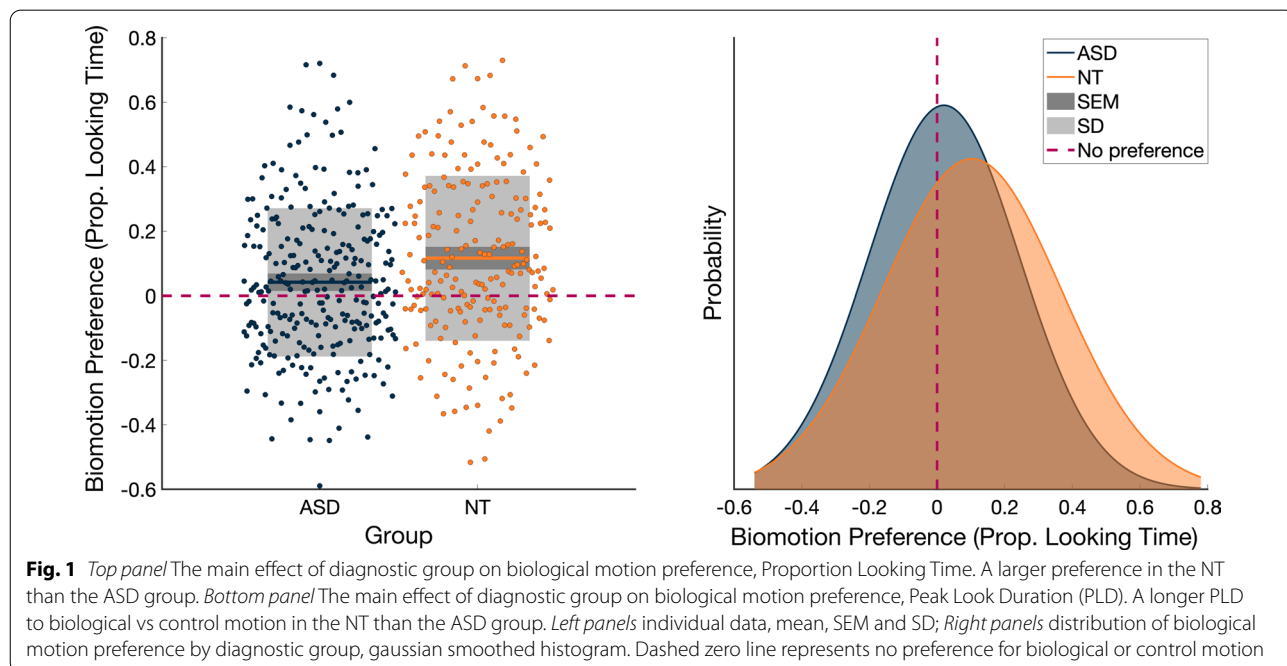 Biomotion Preference (Prop. Looking Time)
0.8
0.6
0.4
0.2
0
-0.2
-0.4
-0.6
ASD NT
Group
Probability
ASD
NT
SEM
SD
No preference
-0.6 -0.4 -0.2 0 0.2 0.4 0.6 0.8
Biomotion Preference (Prop. Looking Time)
Fig. 1 Top panel The main effect of diagnostic group on biological motion preference, Proportion Looking Time. A larger preference in the NT
than the ASD group. Bottom panel The main effect of diagnostic group on biological motion preference, Peak Look Duration (PLD). A longer PLD
to biological vs control motion in the NT than the ASD group. Left panels individual data, mean, SEM and SD; Right panels distribution of biological
motion preference by diagnostic group, gaussian smoothed histogram. Dashed zero line represents no preference for biological or control motion